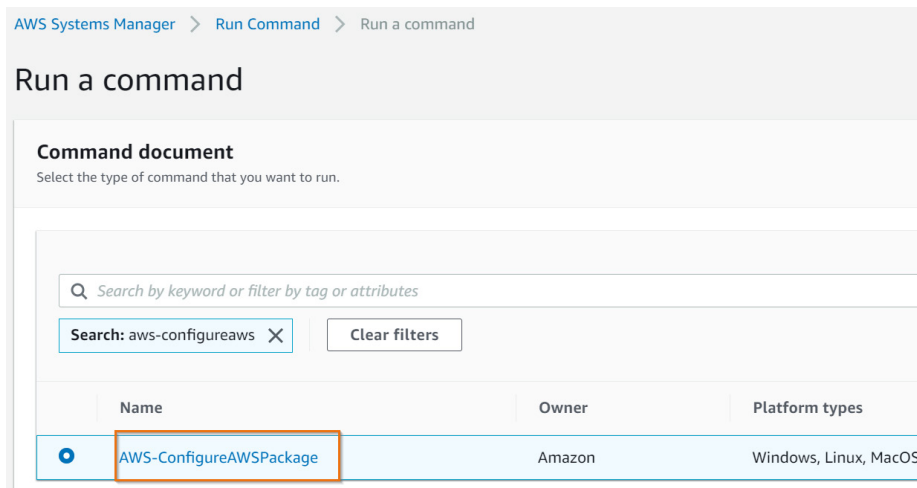 AWS Systems Manager > Run Command > Run a command
Run a command
Command document
Select the type of command that you want to run.
Search by keyword or filter by tag or attributes
Search: aws-configureaws
Clear filters
Name
Owner
Platform types
AWS-ConfigureAWSPackage
Amazon
Windows, Linux, MacOS